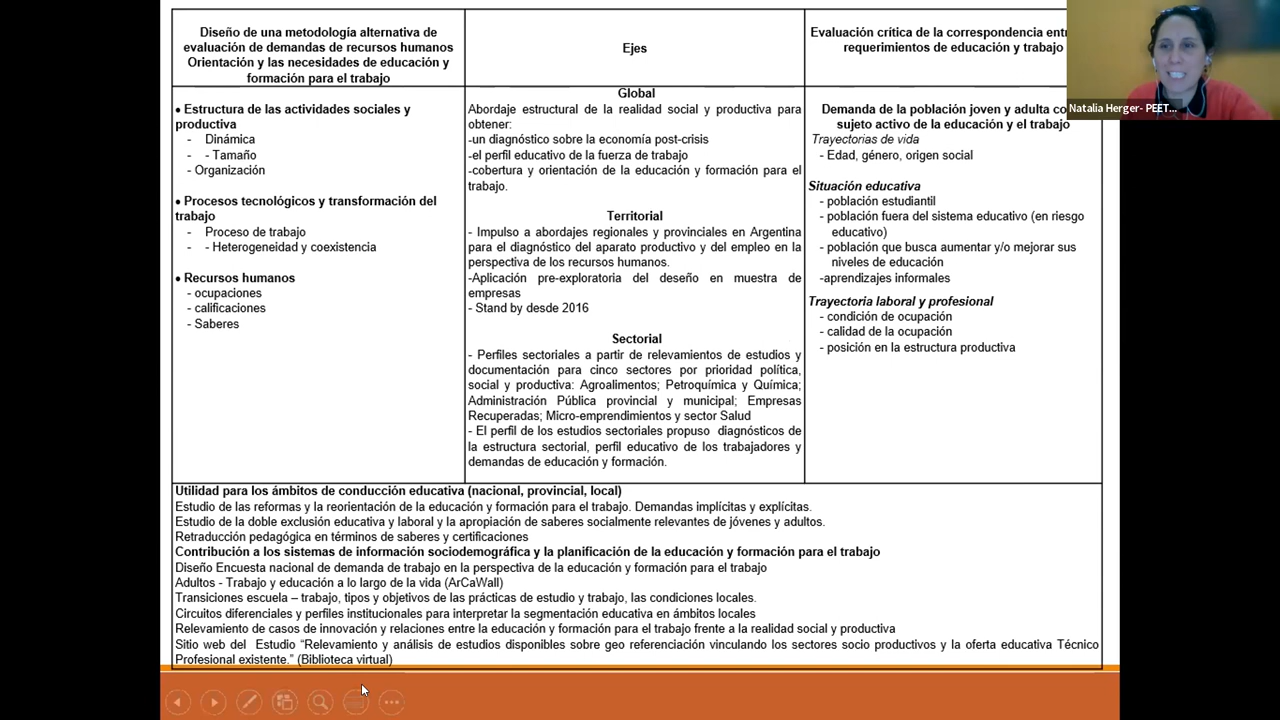 Diseño de una metodología alternativa de
evaluación de demandas de recursos humanos
Orientación y las necesidades de educación y
formación para el trabajo
Ejes
Evaluación crítica de la correspondencia
requerimientos de educación y trabajo
• Estructura de las actividades sociales y
productiva
- Dinámica
- - Tamaño
- Organización
• Procesos tecnológicos y transformación del
trabajo
- Proceso de trabajo
- - Heterogeneidad y coexistencia
• Recursos humanos
- ocupaciones
- calificaciones
- Saberes
Global
Abordaje estructural de la realidad social y productiva para
obtener:
-un diagnóstico sobre la economía post-crisis
-el perfil educativo de la fuerza de trabajo
-cobertura y orientación de la educación y formación para el
trabajo.
Territorial
- Impulso a abordajes regionales y provinciales en Argentina
para el diagnóstico del aparato productivo y del empleo en la
perspectiva de los recursos humanos.
-Aplicación pre-exploratoria del deseño en muestra de
empresas
- Stand by desde 2016
Sectorial
- Perfiles sectoriales a partir de relevamientos de estudios y
documentación para cinco sectores por prioridad política,
social y productiva: Agroalimentos; Petroquímica y Química;
Administración Pública provincial y municipal; Empresas
Recuperadas; Micro-emprendimientos y sector Salud
- El perfil de los estudios sectoriales propuso diagnósticos de
la estructura sectorial, perfil educativo de los trabajadores y
demandas de educación y formación.
Demanda de la población joven y adulta
sujeto activo de la educación y el trabajo
Trayectorias de vida
- Edad, género, origen social
Situación educativa
- población estudiantil
- población fuera del sistema educativo (en riesgo
educativo)
- población que busca aumentar y/o mejorar sus
niveles de educación
-aprendizajes informales
Trayectoria laboral y profesional
- condición de ocupación
- calidad de la ocupación
- posición en la estructura productiva
Utilidad para los ámbitos de conducción educativa (nacional, provincial, local)
Estudio de las reformas y la reorientación de la educación y formación para el trabajo. Demandas implícitas y explícitas.
Estudio de la doble exclusión educativa y laboral y la apropiación de saberes socialmente relevantes de jóvenes y adultos.
Retraducción pedagógica en términos de saberes y certificaciones
Contribución a los sistemas de información sociodemográfica y la planificación de la educación y formación para el trabajo
Diseño Encuesta nacional de demanda de trabajo en la perspectiva de la educación y formación para el trabajo
Adultos - Trabajo y educación a lo largo de la vida (ArCaWall)
Transiciones escuela – trabajo, tipos y objetivos de las prácticas de estudio y trabajo, las condiciones locales.
Circuitos diferenciales y perfiles institucionales para interpretar la segmentación educativa en ámbitos locales
Relevamiento de casos de innovación y relaciones entre la educación y formación para el trabajo frente a la realidad social y productiva
Sitio web del Estudio “Relevamiento y análisis de estudios disponibles sobre geo referenciación vinculando los sectores socio productivos y la oferta educativa Técnico
Profesional existente.” (Biblioteca virtual)
Natalia Herger- PEET...